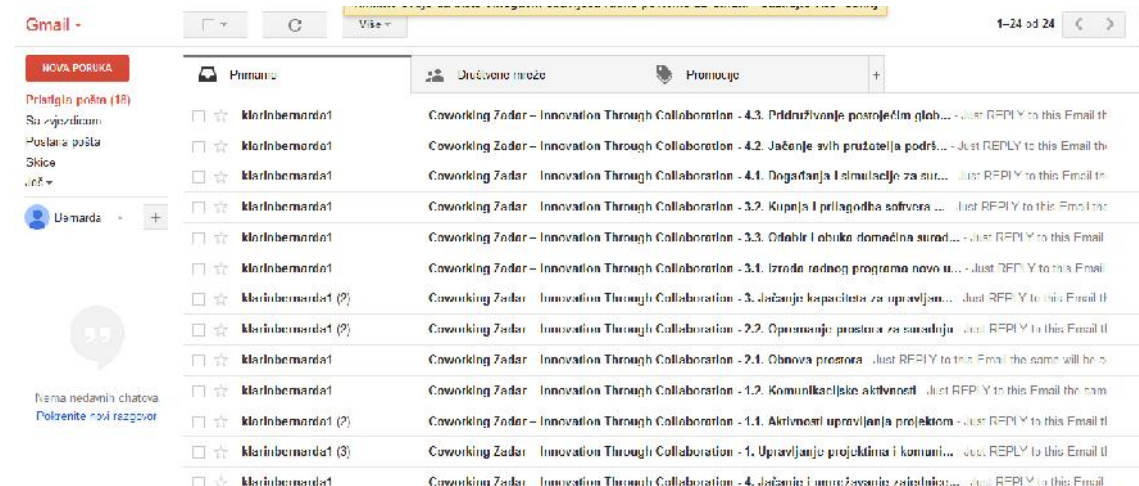 Gmail
Više
1–24 od 24
NOVA PORUKA
Primarno
Društvene mreže
Promocije
+
Pristigla pošta (18)
Sa zvjezdicom
Poslana pošta
Skice
Još
Bernarda
+
Nema nedavnih chatova
Pokrenite novi razgovor
klarinbernarda1 Coworking Zadar – Innovation Through Collaboration - 4.3. Pridruživanje postojećim glob... - Just REPLY to this Email th
klarinbernarda1 Coworking Zadar – Innovation Through Collaboration - 4.2. Jačanje svih pružatelja podrš... - Just REPLY to this Email the
klarinbernarda1 Coworking Zadar – Innovation Through Collaboration - 4.1. Događanja i simulacije za sur... - Just REPLY to this Email th
klarinbernarda1 Coworking Zadar – Innovation Through Collaboration - 3.2. Kupnja i prilagodba softvera ... - Just REPLY to this Email the
klarinbernarda1 Coworking Zadar – Innovation Through Collaboration - 3.3. Odabir i obuka domaćina surad... - Just REPLY to this Email
klarinbernarda1 Coworking Zadar – Innovation Through Collaboration - 3.1. Izrada radnog programa novo u... - Just REPLY to this Email
klarinbernarda1 (2) Coworking Zadar – Innovation Through Collaboration - 3. Jačanje kapaciteta za upravljan... - Just REPLY to this Email th
klarinbernarda1 (2) Coworking Zadar – Innovation Through Collaboration - 2.2. Opremanje prostora za suradnju - Just REPLY to this Email tl
klarinbernarda1 Coworking Zadar – Innovation Through Collaboration - 2.1. Obnova prostora - Just REPLY to this Email the same will be
klarinbernarda1 Coworking Zadar – Innovation Through Collaboration - 1.2. Komunikacijske aktivnosti - Just REPLY to this Email the sam
klarinbernarda1 (2) Coworking Zadar – Innovation Through Collaboration - 1.1. Aktivnosti upravljanja projektom - Just REPLY to this Email tl
klarinbernarda1 (3) Coworking Zadar – Innovation Through Collaboration - 1. Upravljanje projektima i komuni... - Just REPLY to this Email tl
klarinbernarda1 Coworking Zadar – Innovation Through Collaboration - 4. Jačanje i umrežavanje zajednice... - Just REPLY to this Email